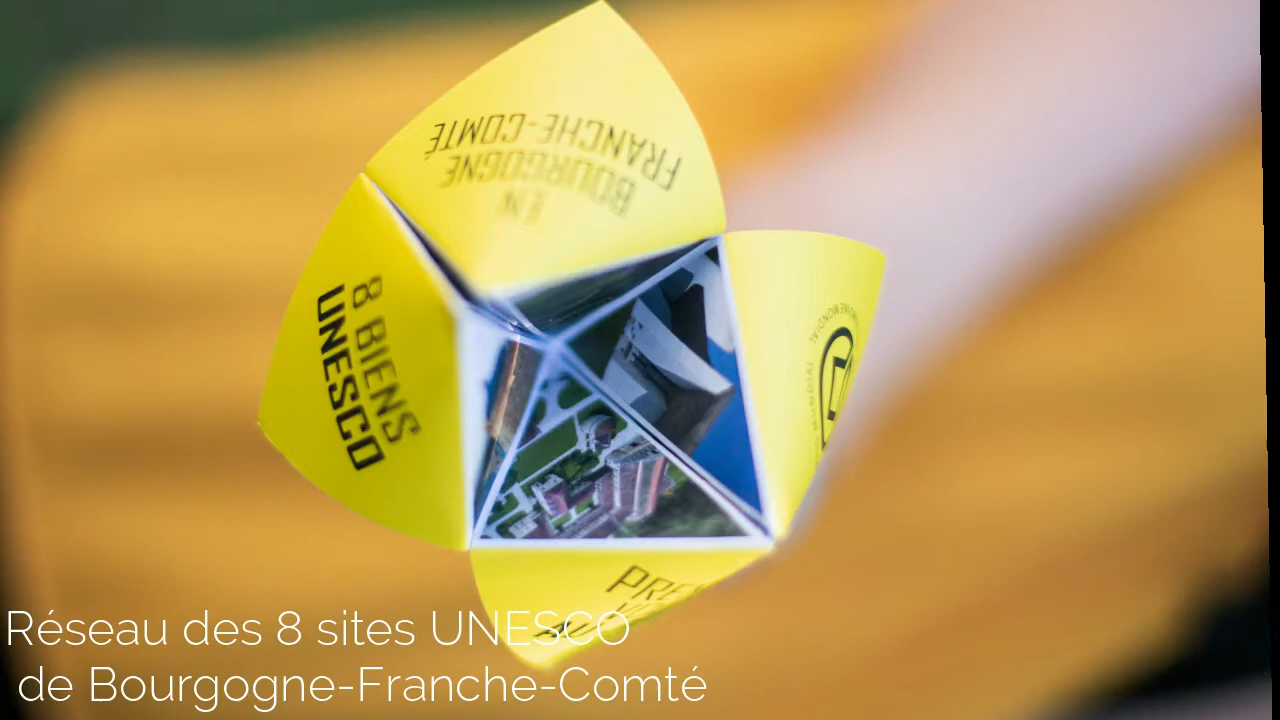 FRANCHE-COMTÉ
BOURGOGNE
EN
8 BIENS
UNESCO
Réseau des 8 sites UNESCO
de Bourgogne-Franche-Comté